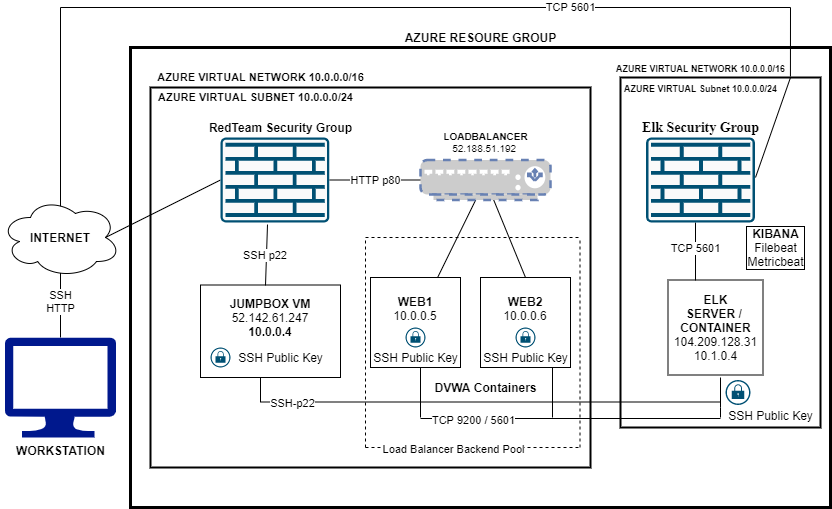 TCP 5601
AZURE RESOURE GROUP
AZURE VIRTUAL NETWORK 10.0.0.0/16
AZURE VIRTUAL SUBNET 10.0.0.0/24
RedTeam Security Group
LOADBALANCER
52.188.51.192
HTTP p80
AZURE VIRTUAL NETWORK 10.0.0.0/16
AZURE VIRTUAL Subnet 10.0.0.0/24
Elk Security Group
INTERNET
SSH
HTTP
WORKSTATION
SSH p22
JUMPBOX VM
52.142.61.247
10.0.0.4
SSH Public Key
WEB1
10.0.0.5
SSH Public Key
WEB2
10.0.0.6
SSH Public Key
DVWA Containers
SSH-p22
TCP 9200 / 5601
Load Balancer Backend Pool
TCP 5601
KIBANA
Filebeat
Metricbeat
ELK
SERVER /
CONTAINER
104.209.128.31
10.1.0.4
SSH Public Key